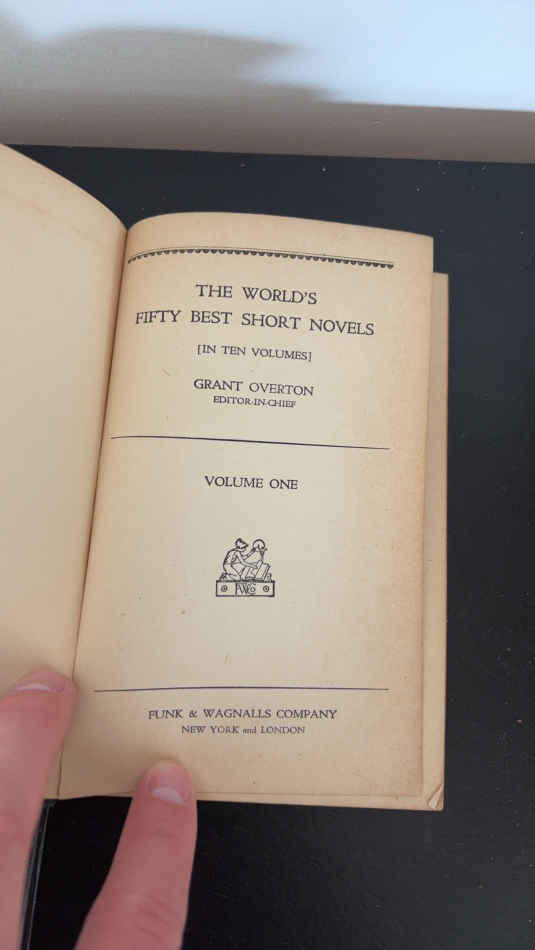 THE WORLD'S
FIFTY BEST SHORT NOVELS
[IN TEN VOLUMES]
GRANT OVERTON
EDITOR-IN-CHIEF
VOLUME ONE
FWCo
FUNK & WAGNALLS COMPANY
NEW YORK and LONDON